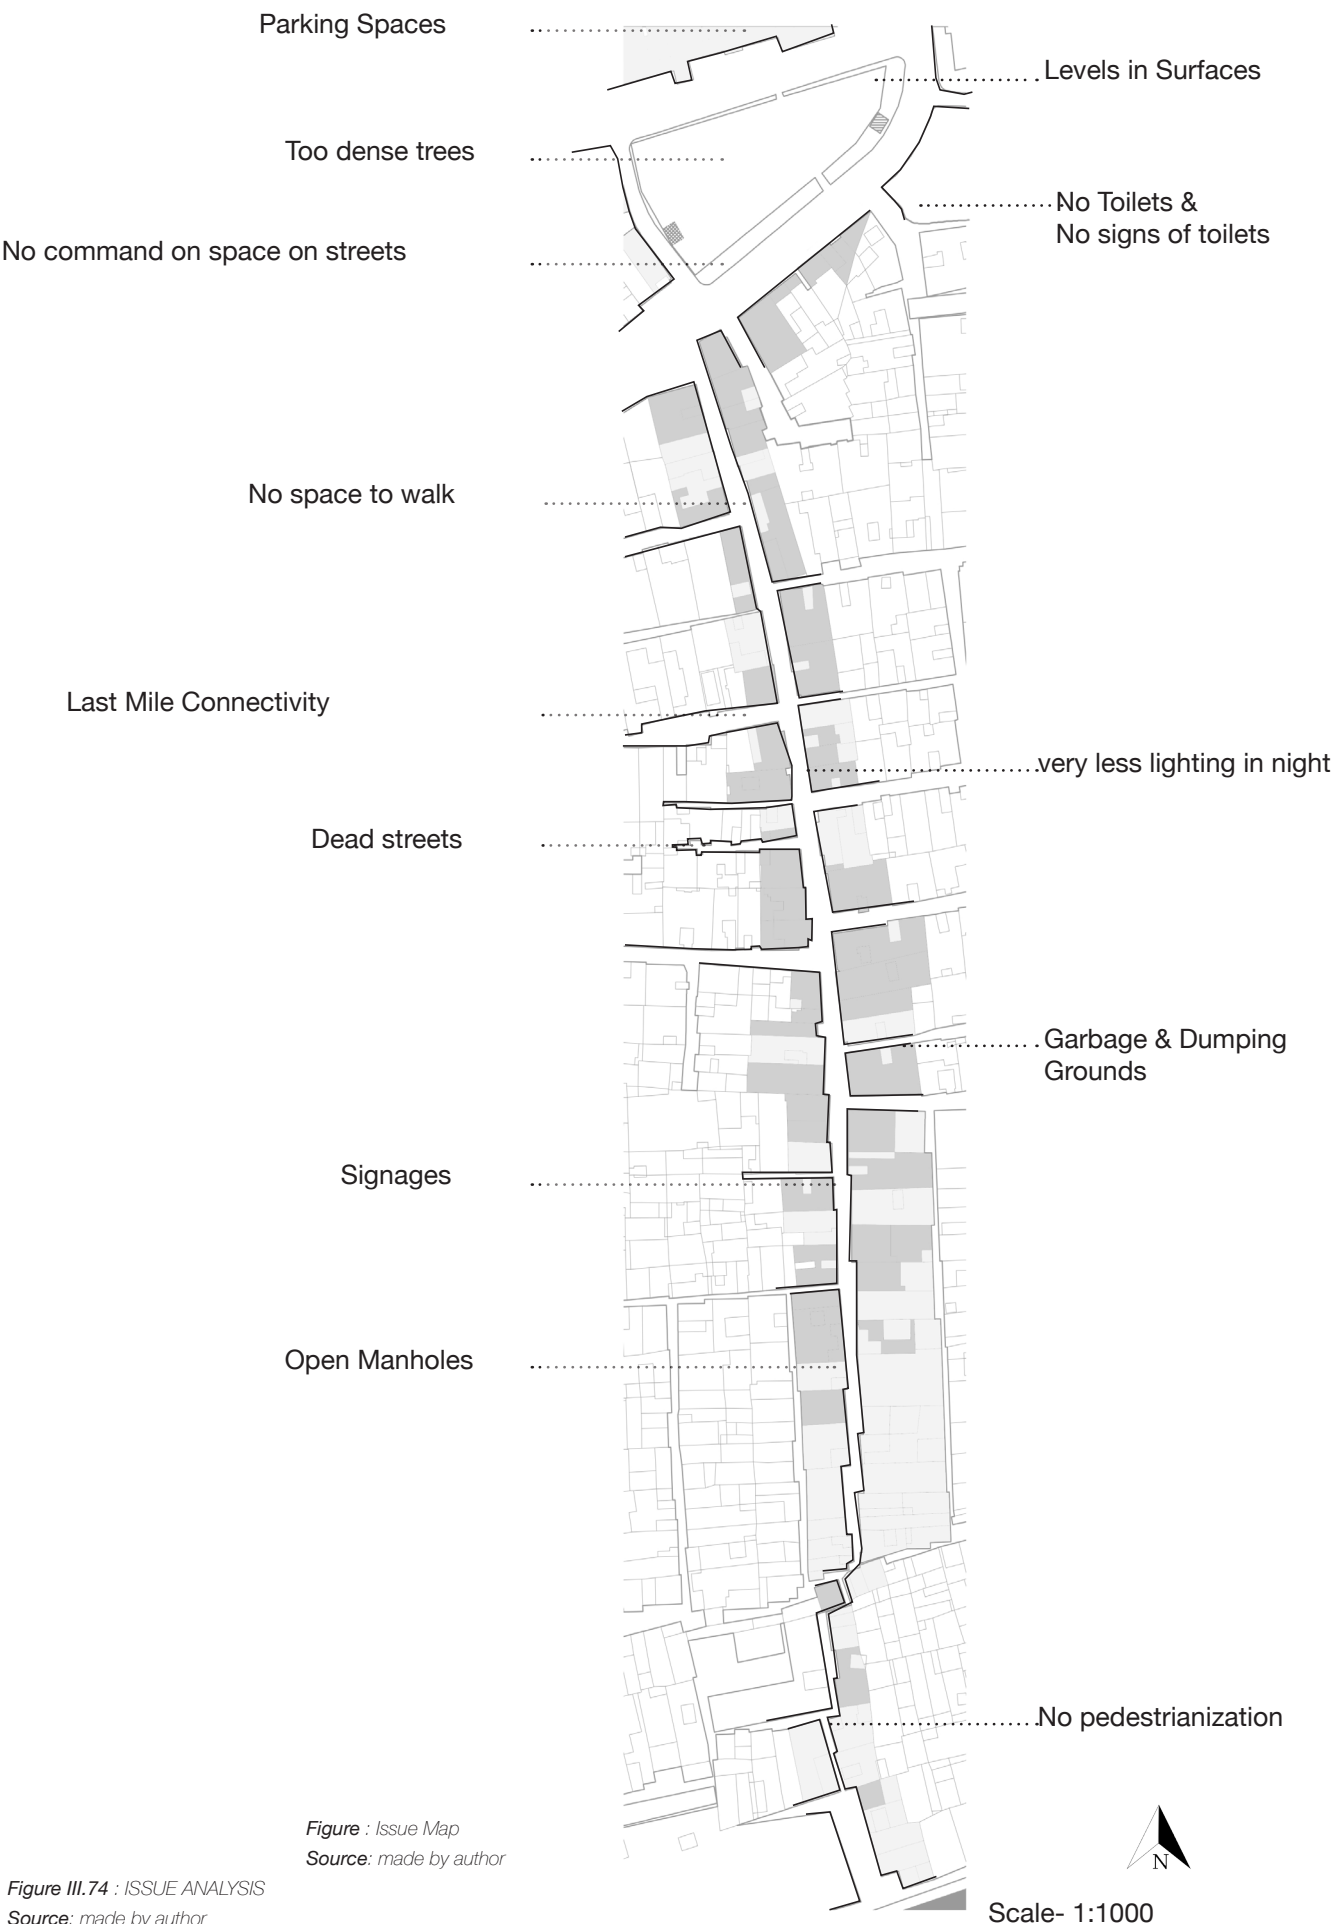 Parking Spaces
Levels in Surfaces
Too dense trees
No Toilets &
No signs of toilets
No command on space on streets
No space to walk
Last Mile Connectivity
very less lighting in night
Dead streets
Garbage & Dumping
Grounds
Signages
Open Manholes
No pedestrianization
Figure : Issue Map
Source: made by author
N
Figure III.74 : ISSUE ANALYSIS
Source: made by author
Scale- 1:1000